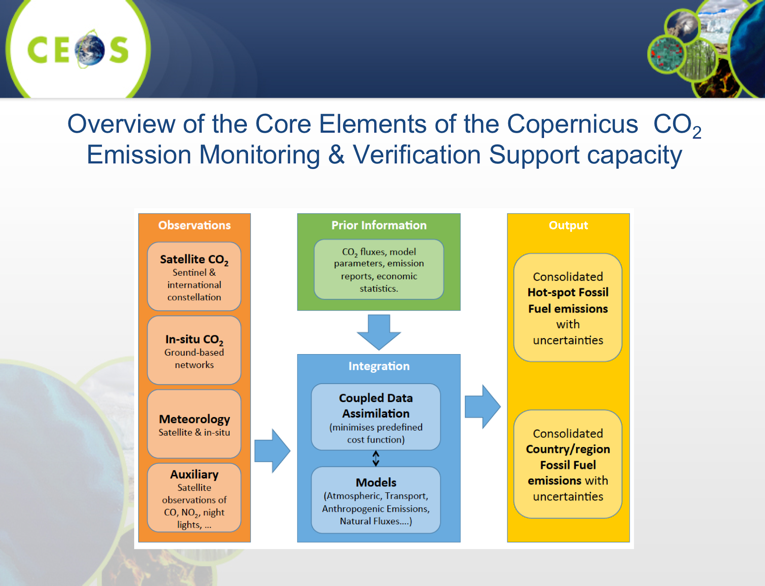 CEOS
Overview of the Core Elements of the Copernicus CO₂
Emission Monitoring & Verification Support capacity
Observations
Satellite CO₂
Sentinel &
international
constellation
In-situ CO₂
Ground-based
networks
Meteorology
Satellite & in-situ
Auxiliary
Satellite
observations of
CO, NO₂, night
lights, ...
Prior Information
CO₂ fluxes, model
parameters, emission
reports, economic
statistics.
Integration
Coupled Data
Assimilation
(minimises predefined
cost function)
Models
(Atmospheric, Transport,
Anthropogenic Emissions,
Natural Fluxes....)
Output
Consolidated
Hot-spot Fossil
Fuel emissions
with
uncertainties
Consolidated
Country/region
Fossil Fuel
emissions with
uncertainties